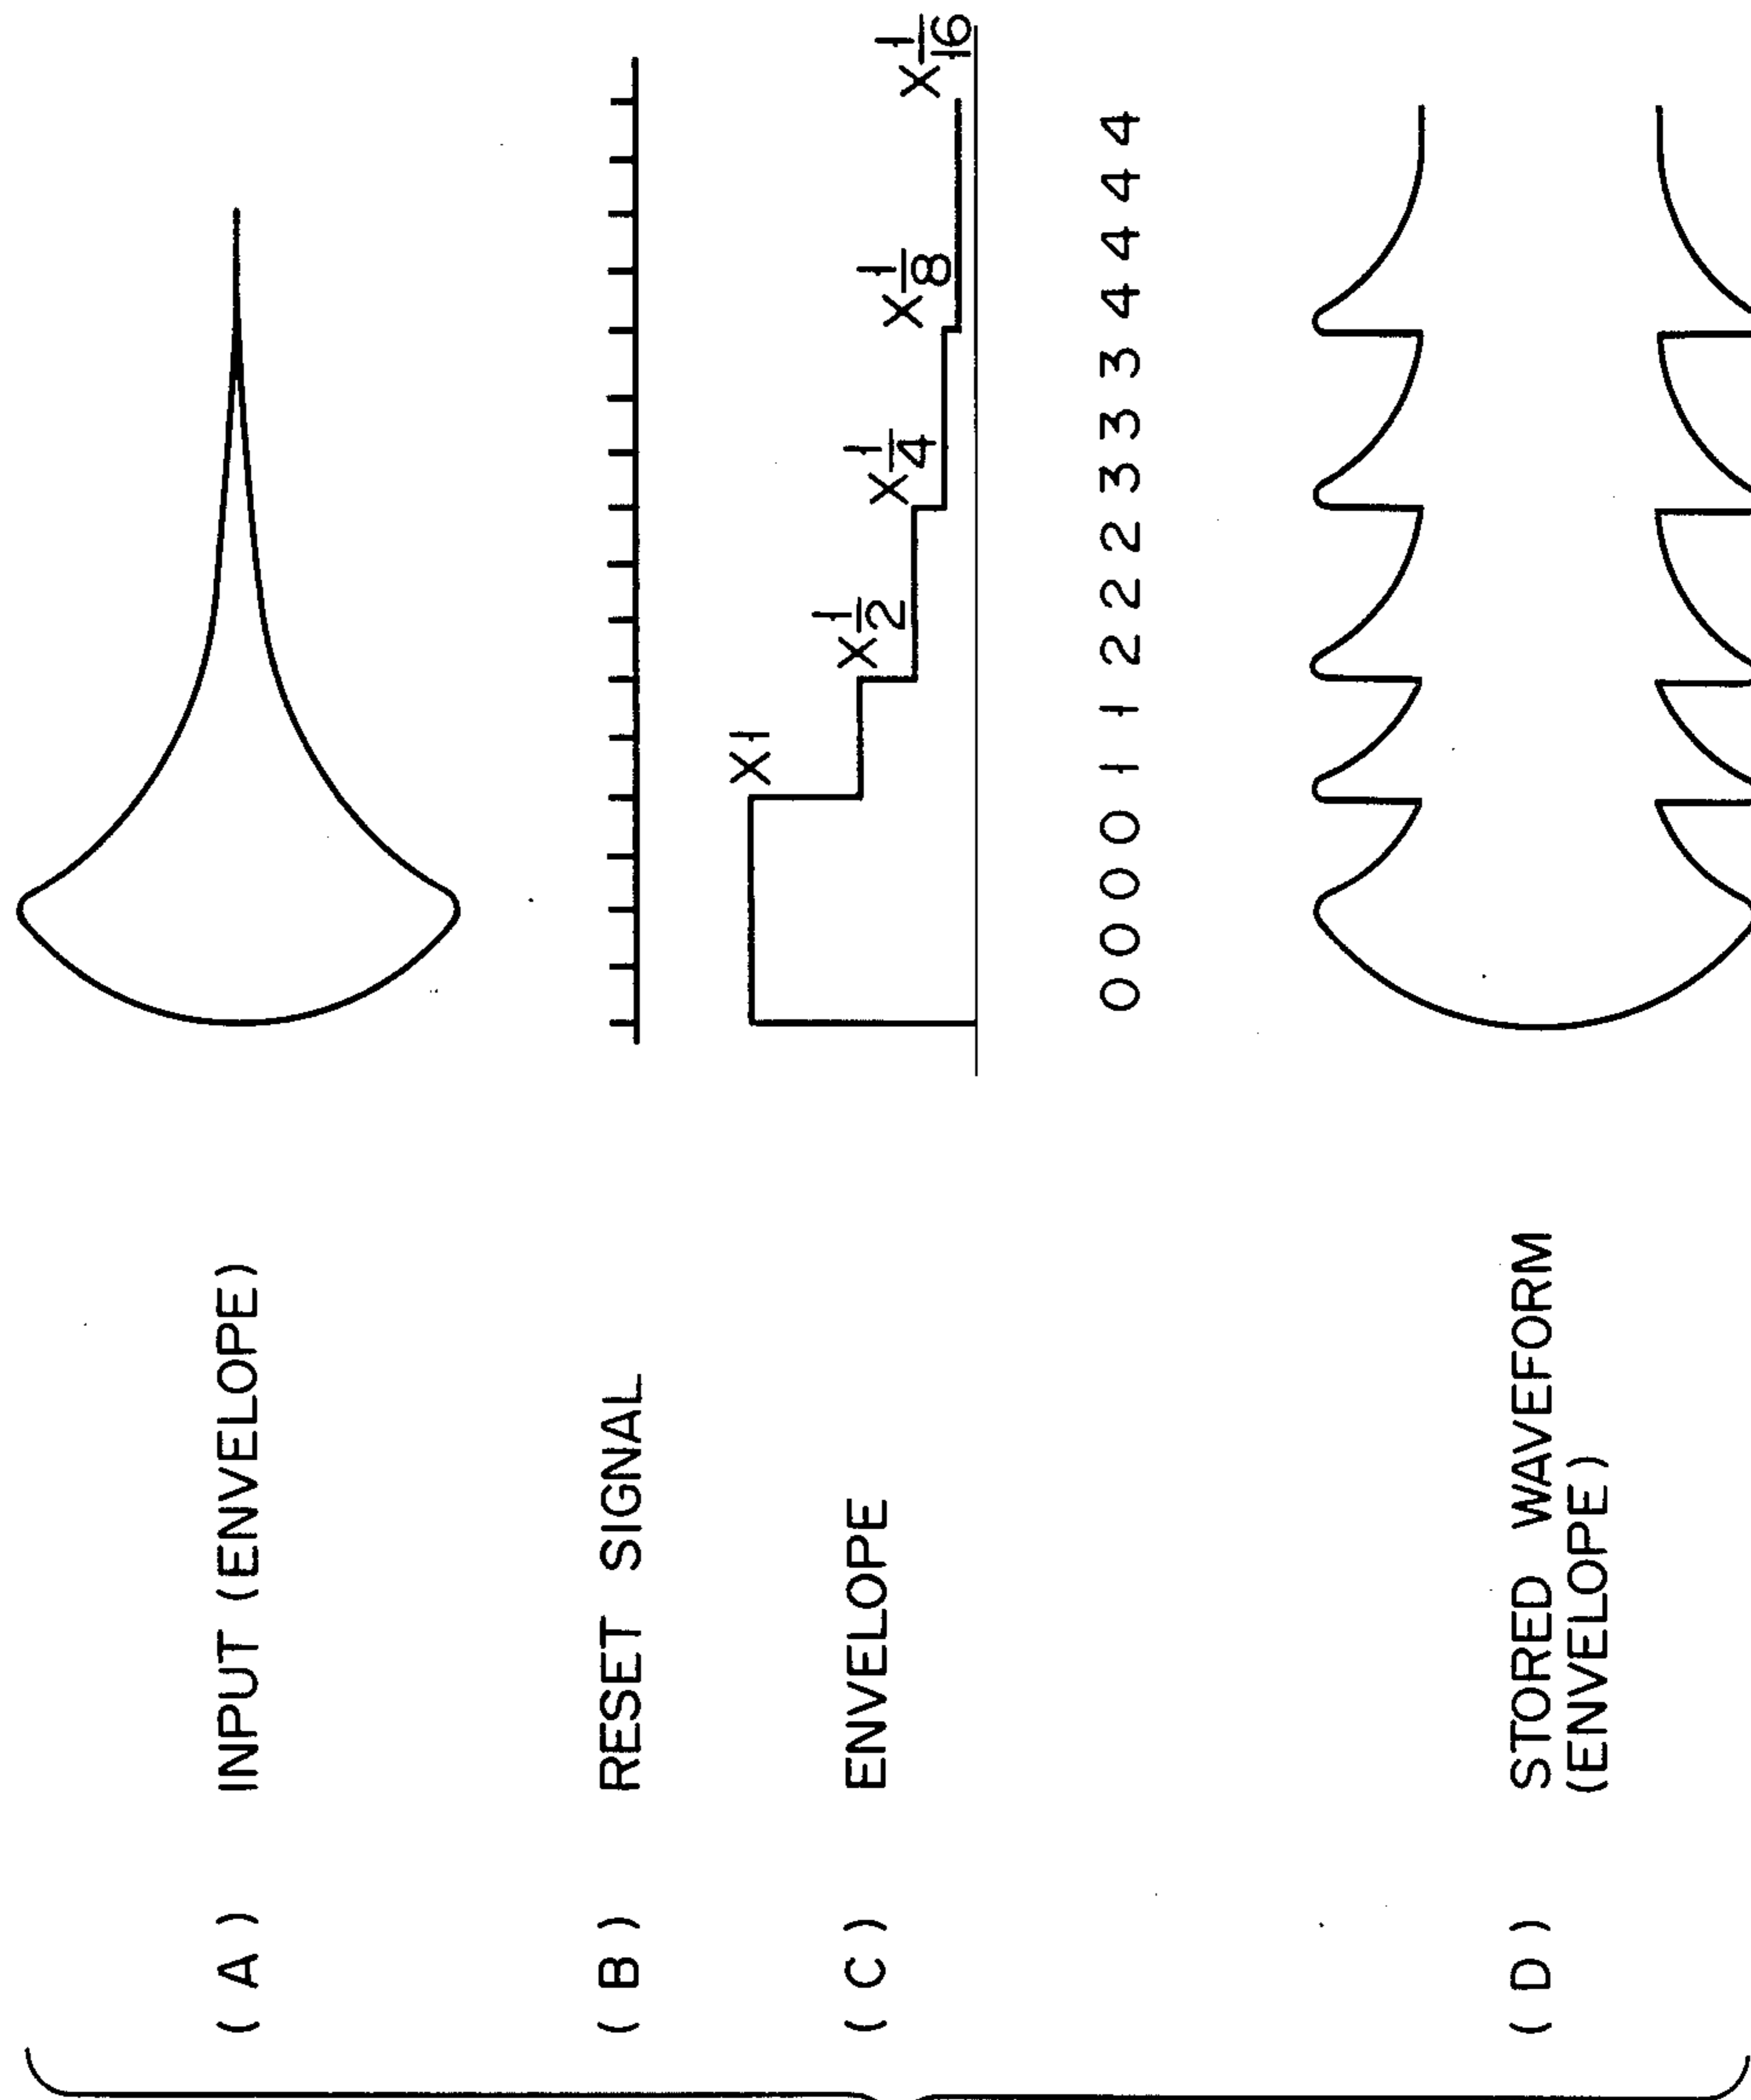 (A) INPUT (ENVELOPE)
(B) RESET SIGNAL
(C) ENVELOPE
X1
X1/2
X1/4
X1/8
X1/16
0 0 0 0 1 1 2 2 2 3 3 3 4 4 4 4
(D) STORED WAVEFORM
(ENVELOPE)